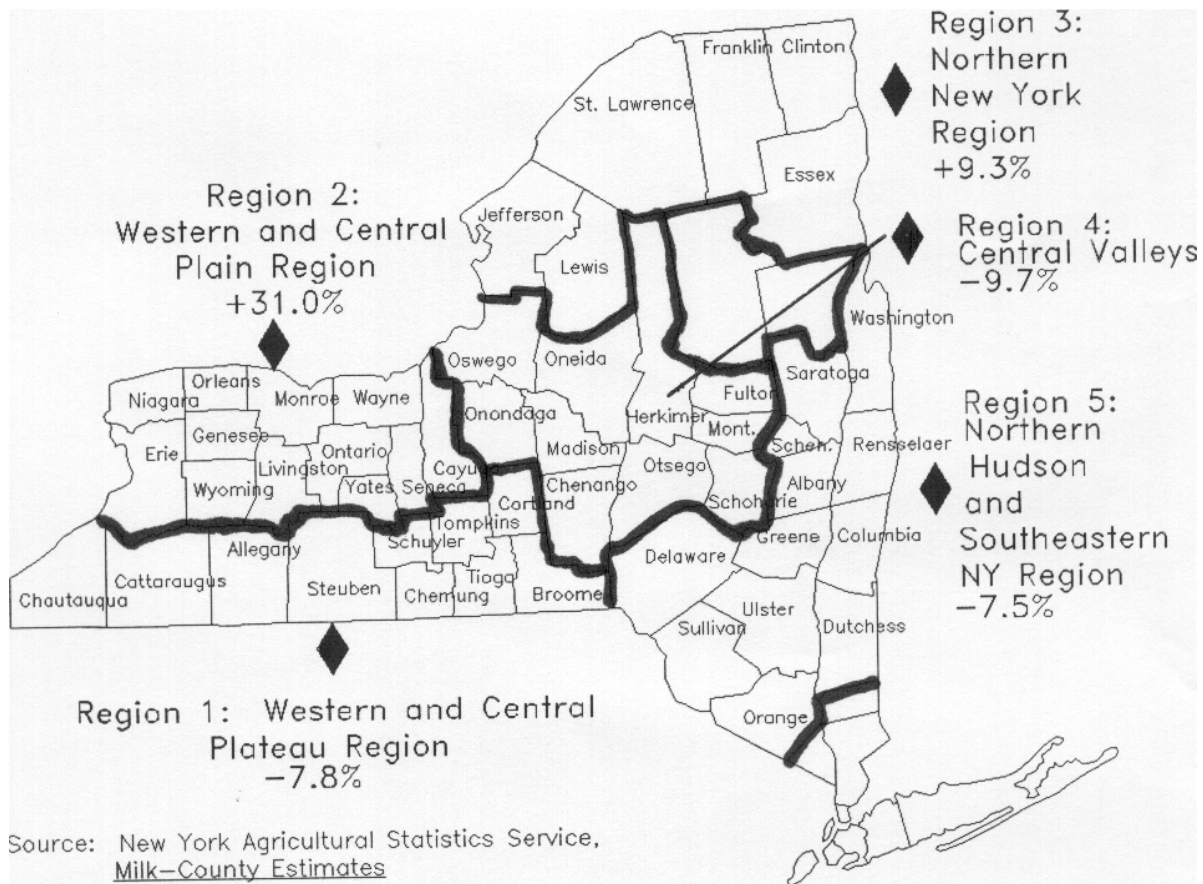 Franklin Clinton
St. Lawrence
Region 3:
Northern
New York
Region
+9.3%
Essex
Region 2:
Western and Central
Plain Region
+31.0%
Jefferson
Lewis
Region 4:
Central Valleys
-9.7%
Washington
Oswego
Oneida
Saratoga
Orleans
Niagara
Monroe
Wayne
Fulton
Onondaga
Herkimer
Mont.
Region 5:
Northern
Hudson
and
Southeastern
NY Region
-7.5%
Genesee
Erie
Ontario
Madison
Schen.
Rensselaer
Livingston
Cayu
Otsego
Wyoming
Yates Seneca
Chenango
Albany
Cortland
Schoharie
Tompkins
Allegany
Schuyler
Delaware
Greene
Columbia
Cattaraugus
Steuben
Tioga
Chemung
Broome
Chautauqua
Ulster
Sullivan
Dutchess
Orange
Region 1: Western and Central
Plateau Region
-7.8%
Source: New York Agricultural Statistics Service,
Milk-County Estimates